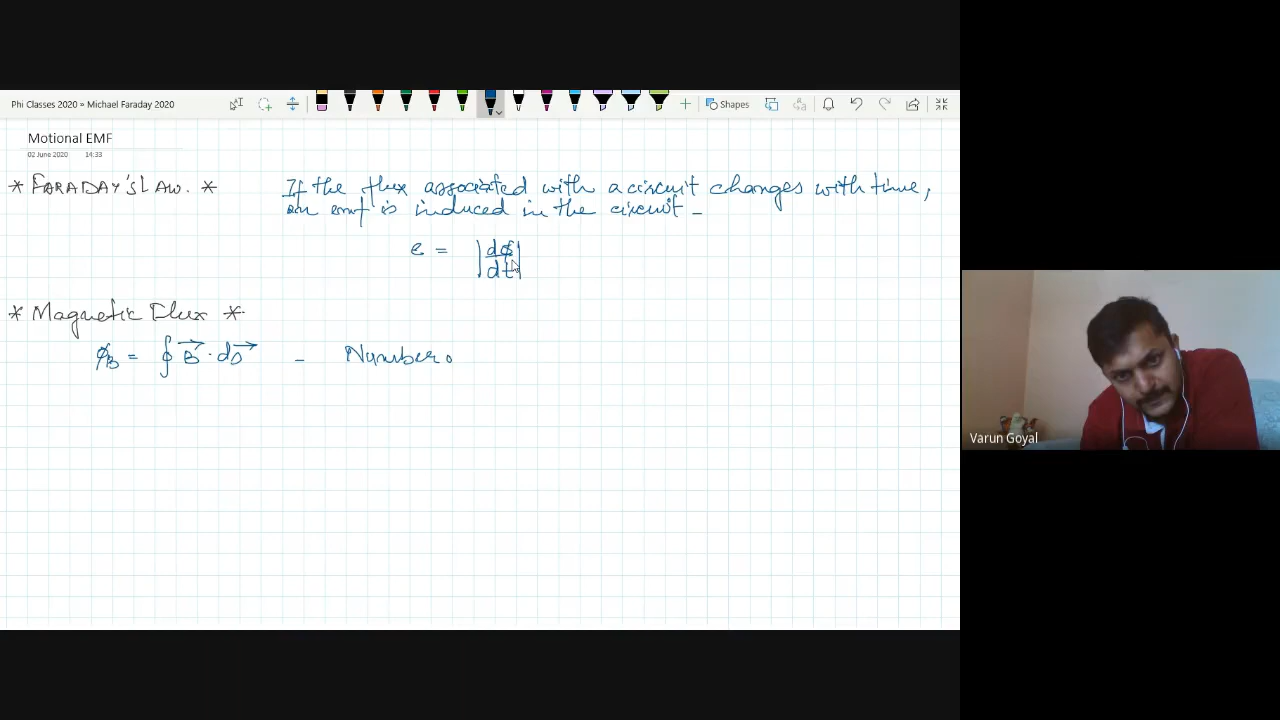 Phi Classes 2020 » Michael Faraday 2020
Shapes
Motional EMF
02 June 2020 14:33
* FARADAY'S LAW. *
If the flux associated with a circuit changes with time,
an emf is induced in the circuit -
e = |dϕ/dt|
* Magnetic Flux *
ϕ_B = ∮ B⃗ · ds⃗ - Number o
Varun Goyal